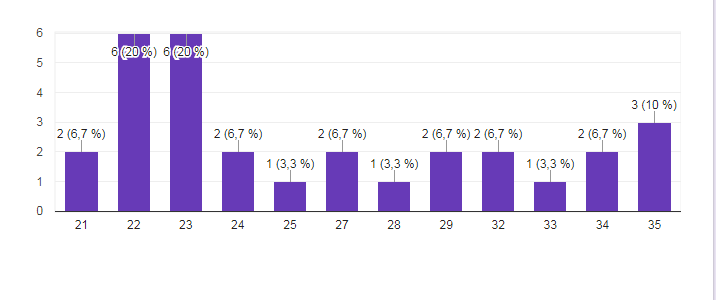 6
5
4
3
2
1
0
2 (6,7 %)
6 (20 %)
6 (20 %)
2 (6,7 %)
1 (3,3 %)
2 (6,7 %)
1 (3,3 %)
2 (6,7 %)
2 (6,7 %)
1 (3,3 %)
2 (6,7 %)
3 (10 %)
21 22 23 24 25 27 28 29 32 33 34 35